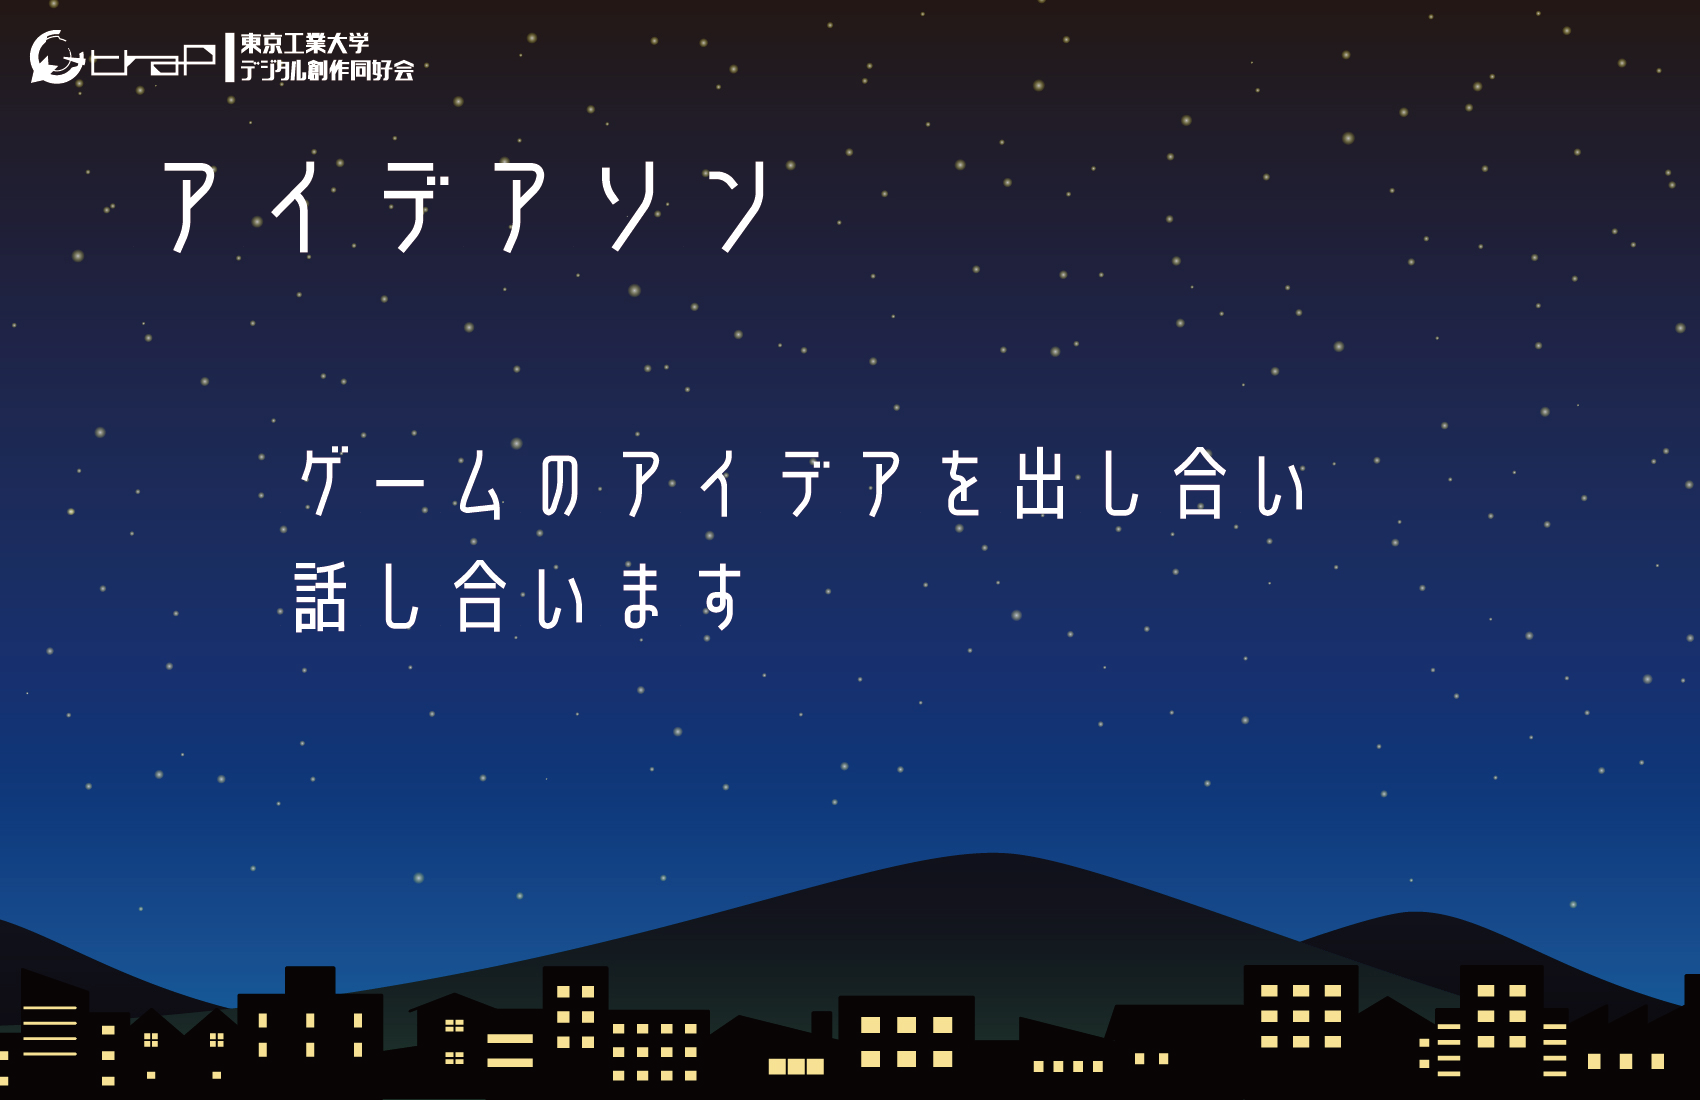 traP
東京工業大学
デジタル創作同好会
アイデアソン
ゲームのアイデアを出し合い
話し合います